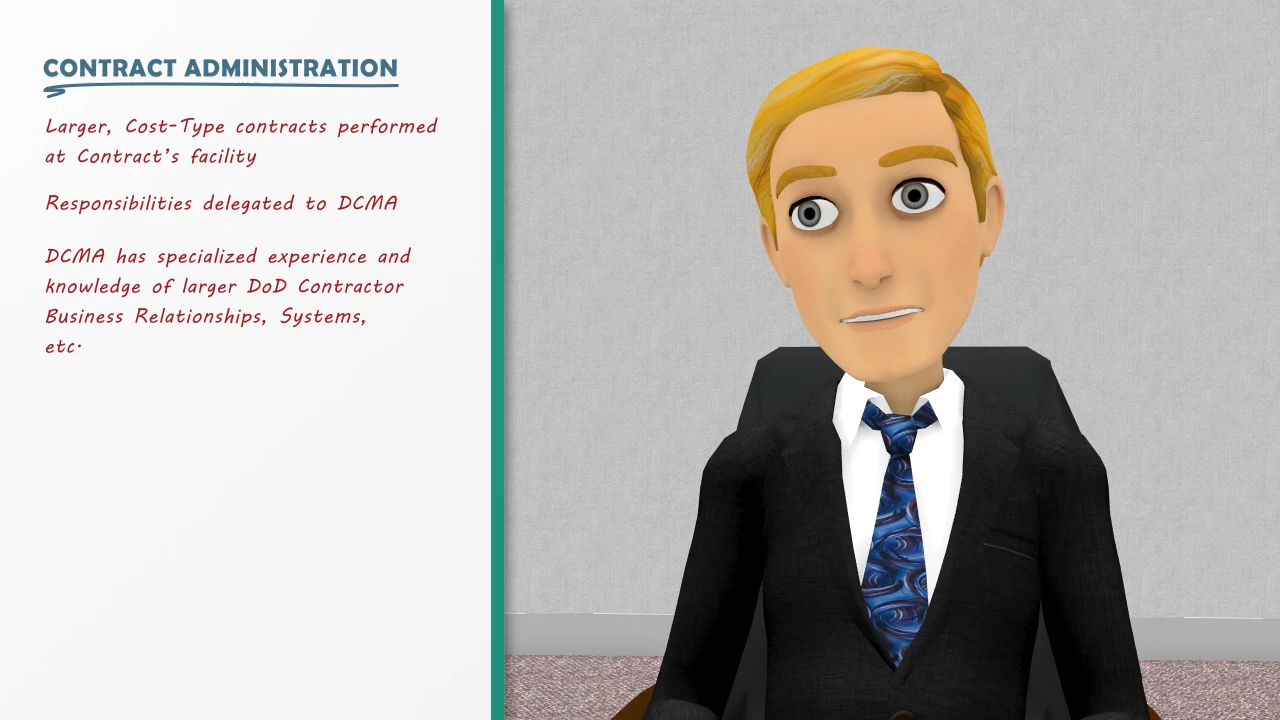 CONTRACT ADMINISTRATION
Larger, Cost-Type contracts performed
at Contract's facility
Responsibilities delegated to DCMA
DCMA has specialized experience and
knowledge of larger DoD Contractor
Business Relationships, Systems,
etc.